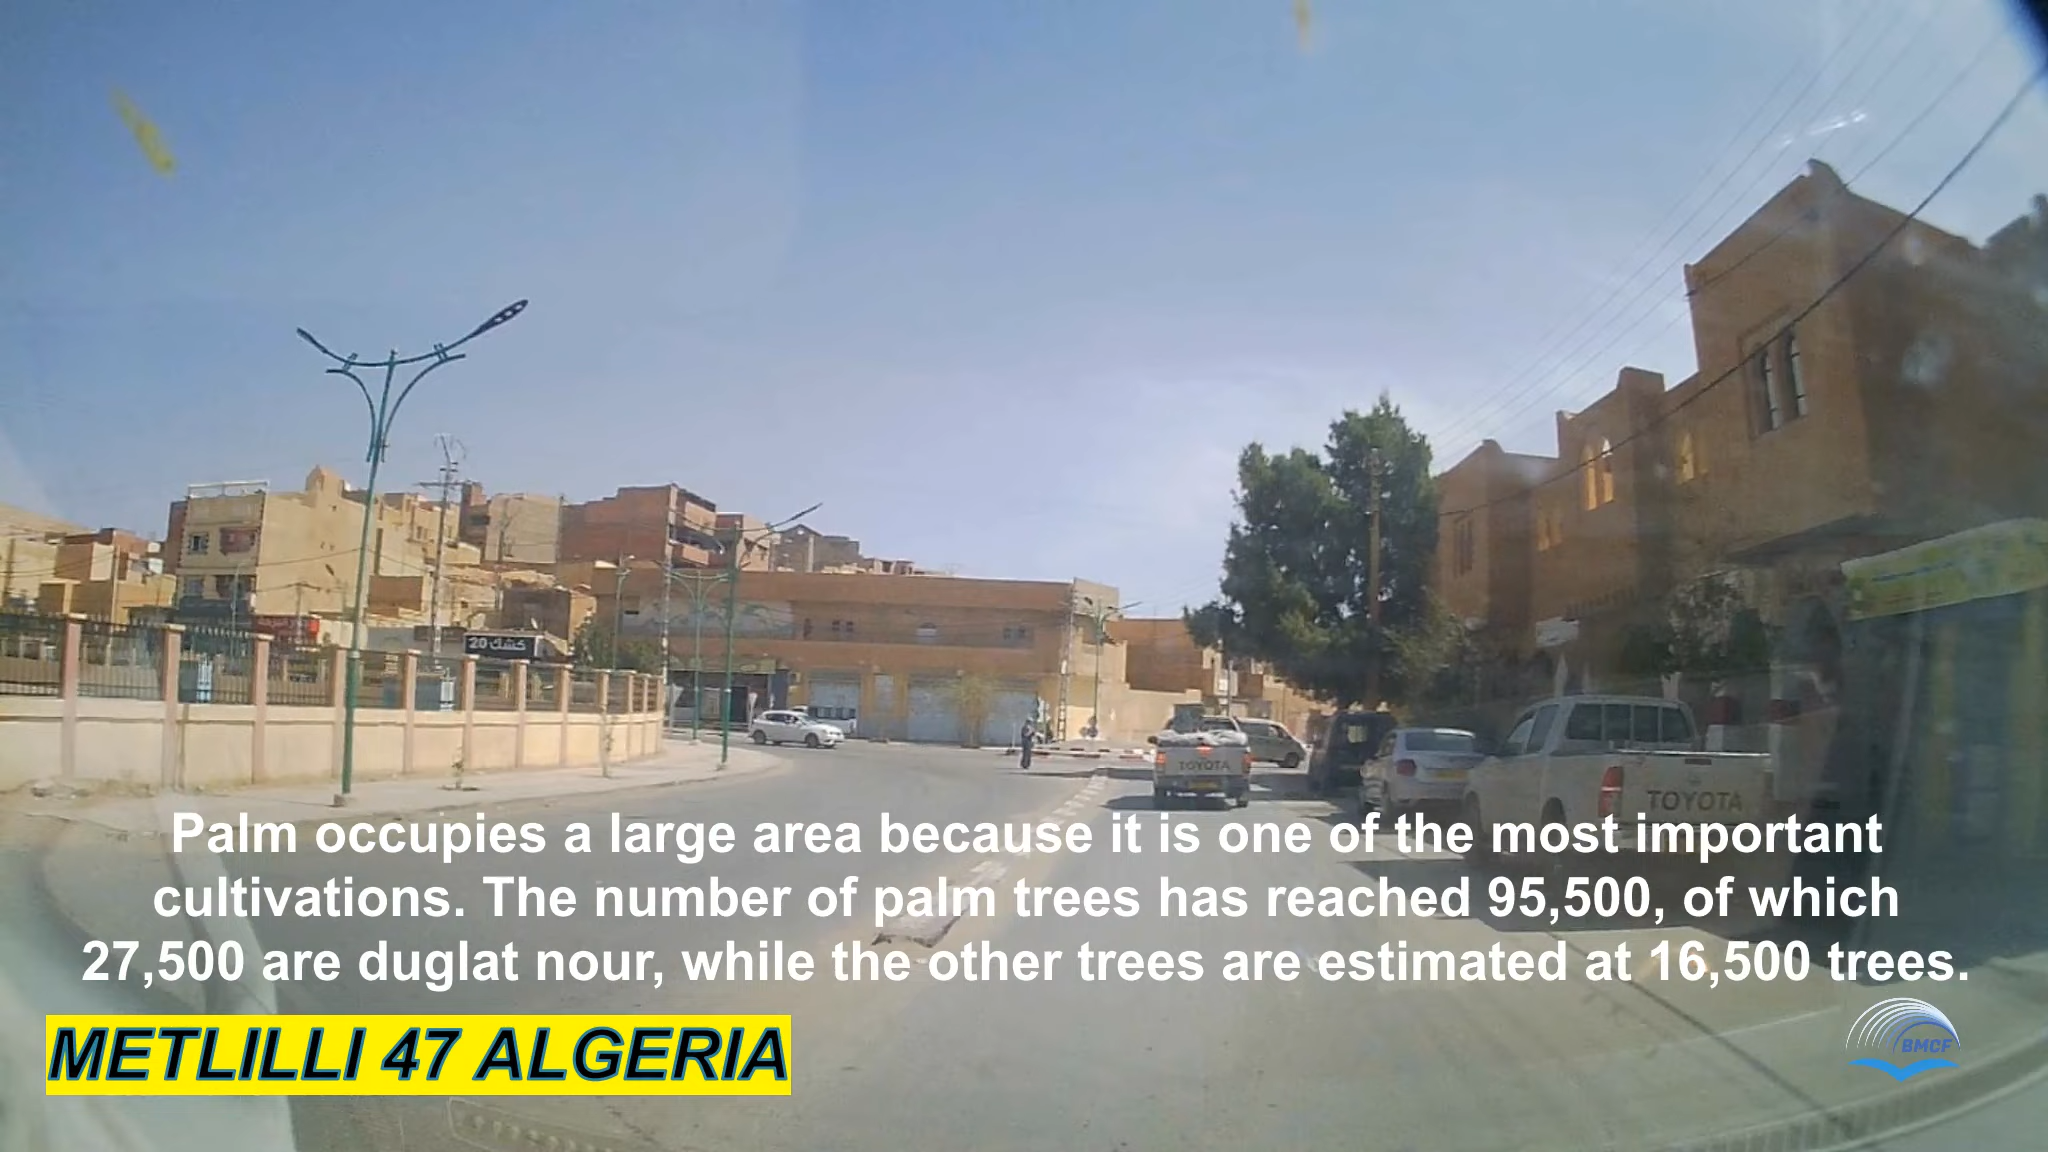 20 كشك
TOYOTA
TOYOTA
Palm occupies a large area because it is one of the most important
cultivations. The number of palm trees has reached 95,500, of which
27,500 are duglat nour, while the other trees are estimated at 16,500 trees.
METLILLI 47 ALGERIA
BMCF